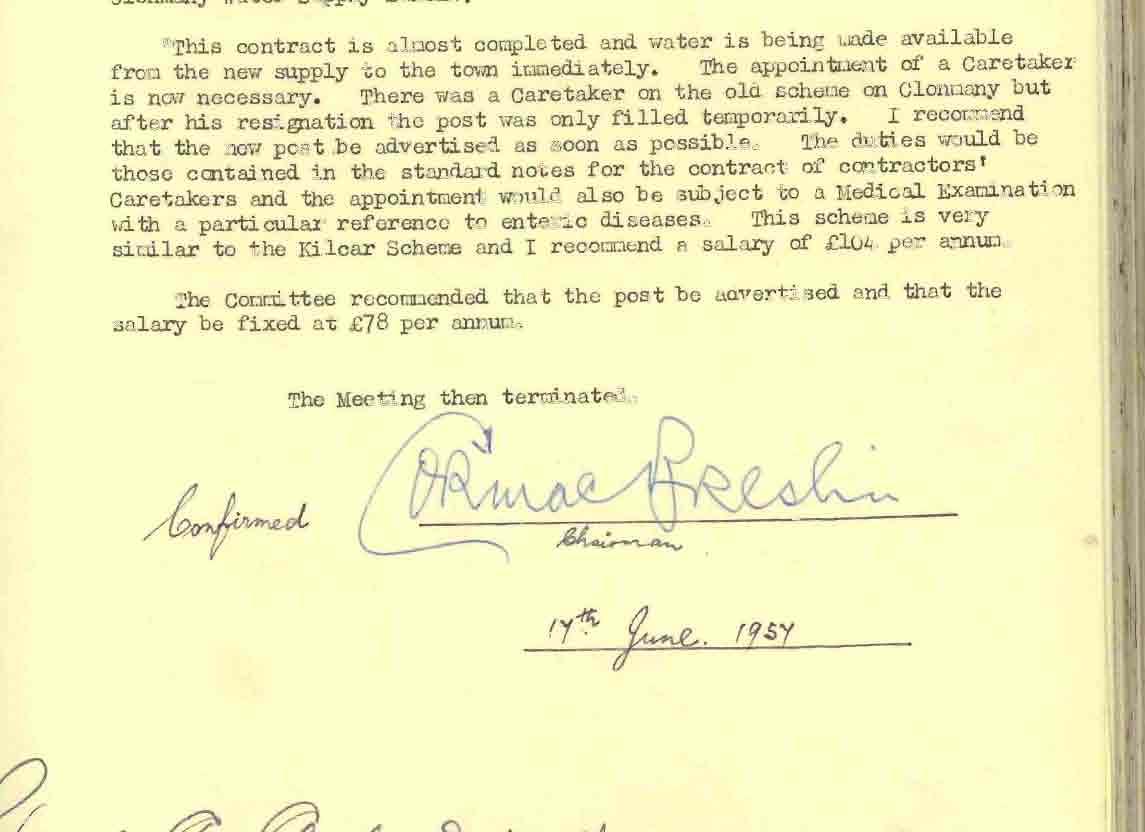 Clonmany Water Supply
"This contract is almost completed and water is being made available
from the new supply to the town immediately. The appointment of a Caretaker
is now necessary. There was a Caretaker on the old scheme on Clonmany but
after his resignation the post was only filled temporarily. I recommend
that the new post be advertised as soon as possible. The duties would be
those contained in the standard notes for the contract of contractors'
Caretakers and the appointment would also be subject to a Medical Examination
with a particular reference to enteric diseases. This scheme is very
similar to the Kilcar Scheme and I recommend a salary of £104 per annum.
The Committee recommended that the post be advertised and that the
salary be fixed at £78 per annum.
The Meeting then terminated.
Cormac Breslin
Confirmed
Chairman
17th June. 1957